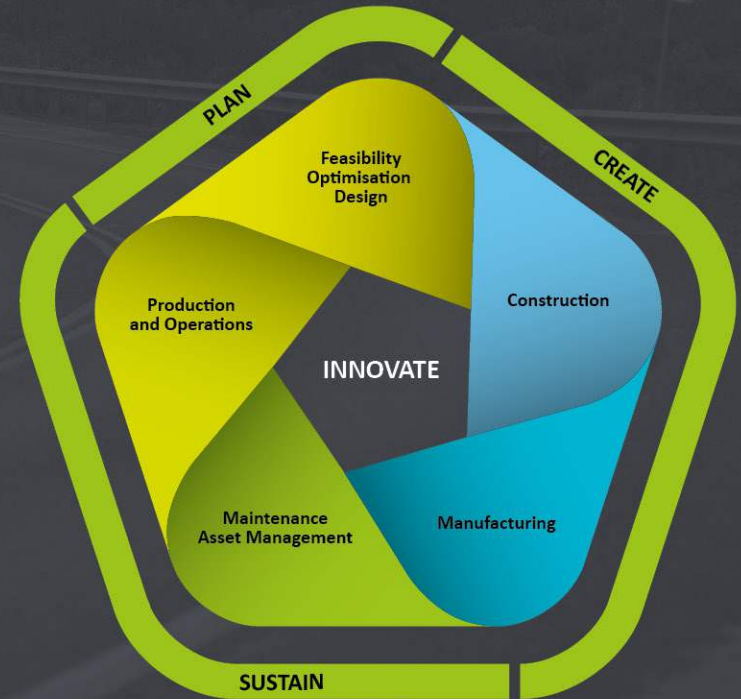 PLAN
CREATE
Feasibility
Optimisation
Design
Production
and Operations
Construction
INNOVATE
Maintenance
Asset Management
Manufacturing
SUSTAIN